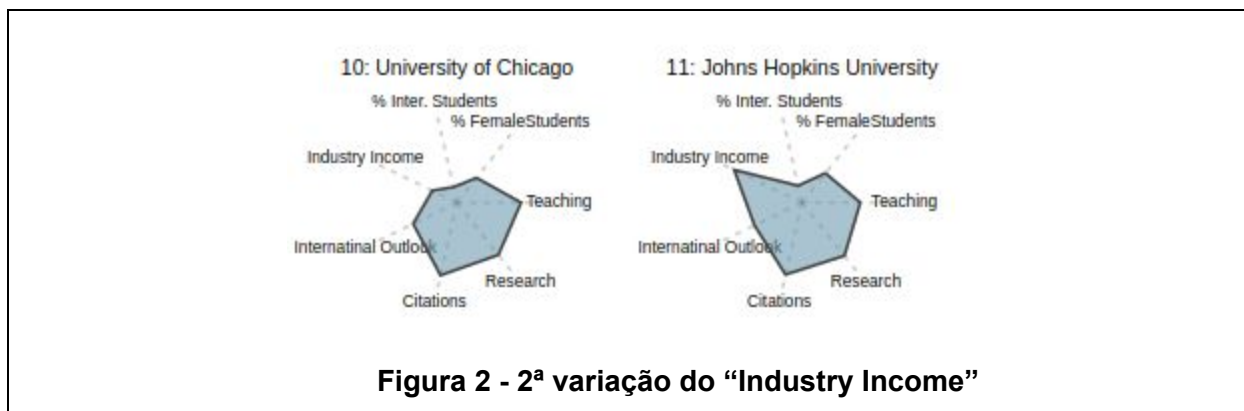 10: University of Chicago
% Inter. Students
% FemaleStudents
Industry Income
Teaching
Internatinal Outlook
Research
Citations
11: Johns Hopkins University
% Inter. Students
% FemaleStudents
Industry Income
Teaching
Internatinal Outlook
Research
Citations
Figura 2 - 2ª variação do “Industry Income”